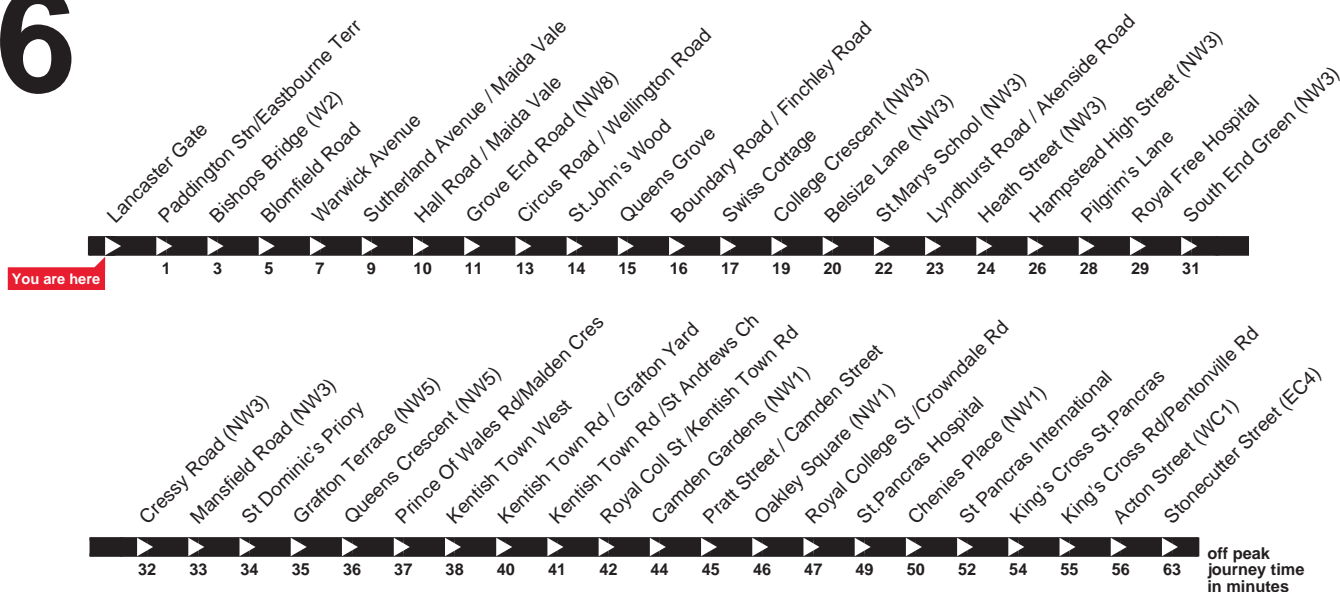 6
Lancaster Gate
Paddington Stn/Eastbourne Terr
Bishops Bridge (W2)
Blomfield Road
Warwick Avenue
Sutherland Avenue / Maida Vale
Hall Road / Maida Vale
Grove End Road (NW8)
Circus Road / Wellington Road
St.John's Wood
Queens Grove
Boundary Road / Finchley Road
Swiss Cottage
College Crescent (NW3)
Belsize Lane (NW3)
St.Marys School (NW3)
Lyndhurst Road / Akenside Road
Heath Street (NW3)
Hampstead High Street (NW3)
Pilgrim's Lane
Royal Free Hospital
South End Green (NW3)
You are here
1 3 5 7 9 10 11 13 14 15 16 17 19 20 22 23 24 26 28 29 31
Cressy Road (NW3)
Mansfield Road (NW3)
St Dominic's Priory
Grafton Terrace (NW5)
Queens Crescent (NW5)
Prince Of Wales Rd/Malden Cres
Kentish Town West
Kentish Town Rd / Grafton Yard
Kentish Town Rd /St Andrews Ch
Royal Coll St /Kentish Town Rd
Camden Gardens (NW1)
Pratt Street / Camden Street
Oakley Square (NW1)
Royal College St /Crowndale Rd
St.Pancras Hospital
Chenies Place (NW1)
St Pancras International
King's Cross St.Pancras
King's Cross Rd/Pentonville Rd
Acton Street (WC1)
Stonecutter Street (EC4)
32 33 34 35 36 37 38 40 41 42 44 45 46 47 49 50 52 54 55 56 63
off peak
journey time
in minutes